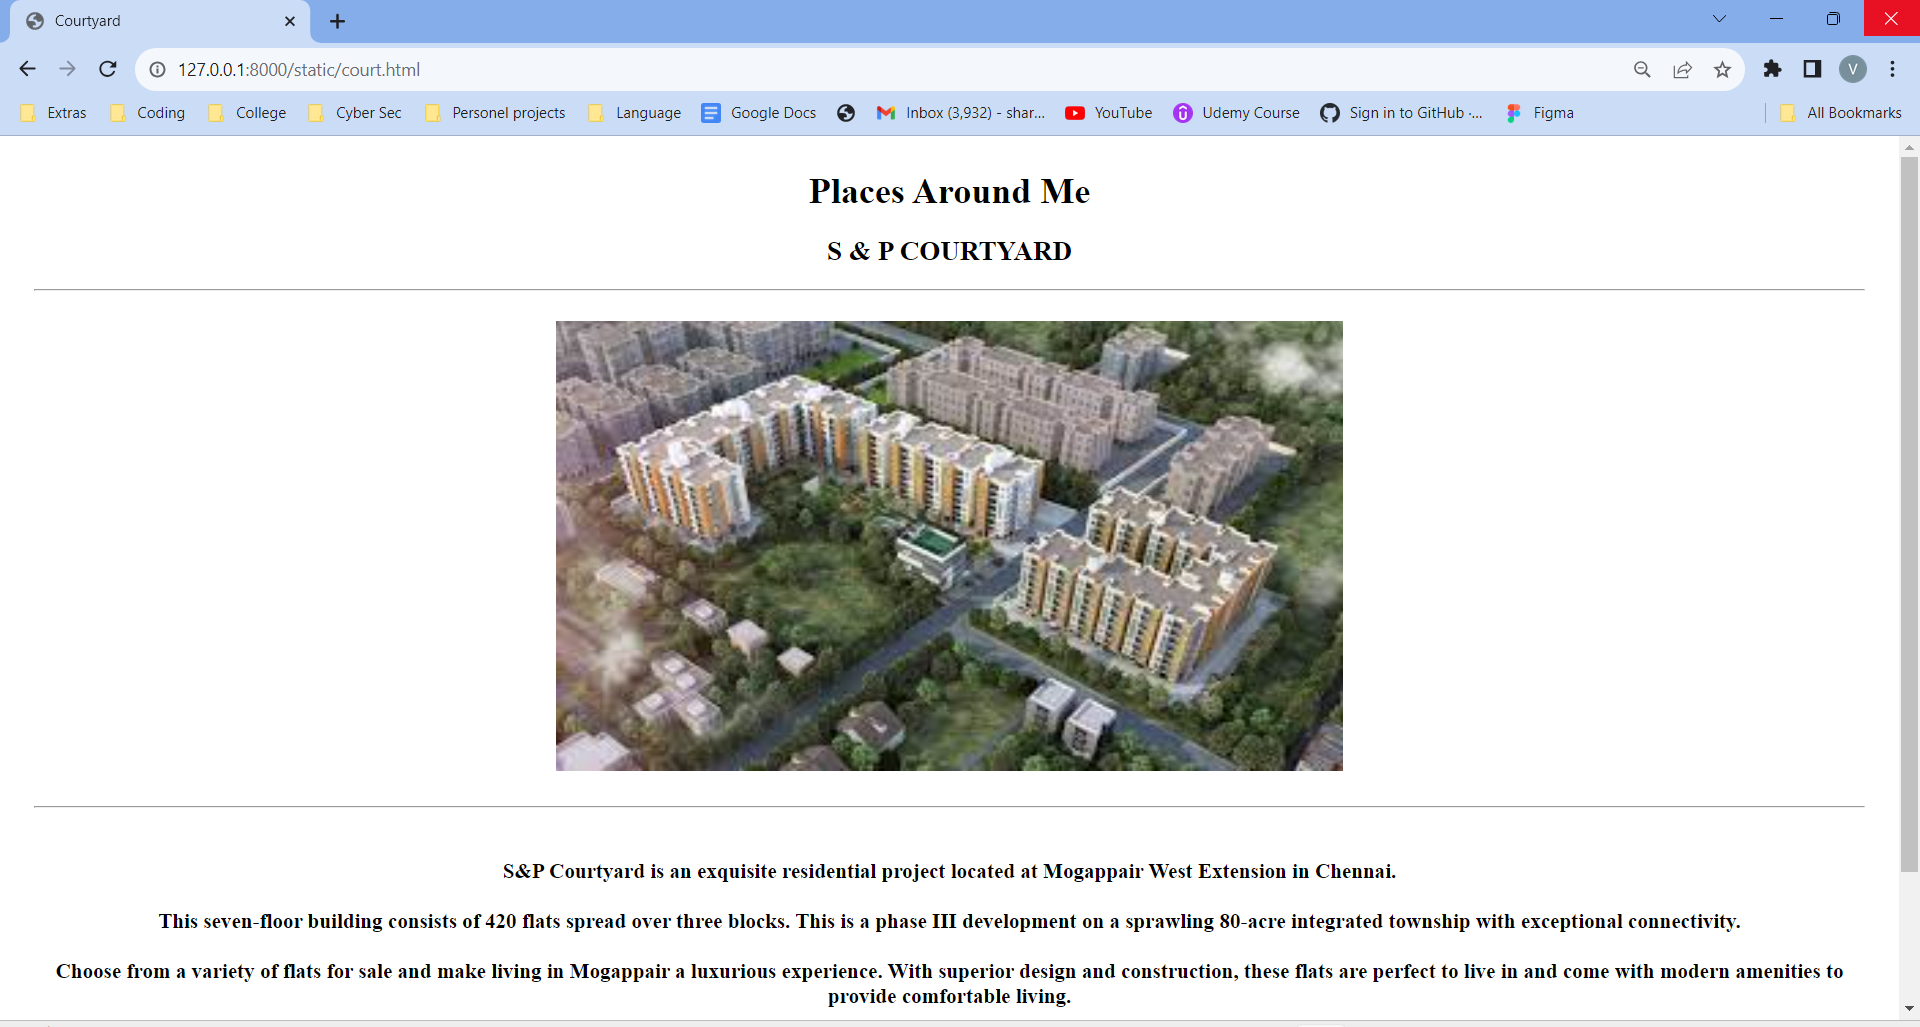 Courtyard
127.0.0.1:8000/static/court.html
V
Extras Coding College Cyber Sec Personel projects Language Google Docs Inbox (3,932) - shar... YouTube Udemy Course Sign in to GitHub ·... Figma All Bookmarks
Places Around Me
S & P COURTYARD
S&P Courtyard is an exquisite residential project located at Mogappair West Extension in Chennai.
This seven-floor building consists of 420 flats spread over three blocks. This is a phase III development on a sprawling 80-acre integrated township with exceptional connectivity.
Choose from a variety of flats for sale and make living in Mogappair a luxurious experience. With superior design and construction, these flats are perfect to live in and come with modern amenities to
provide comfortable living.